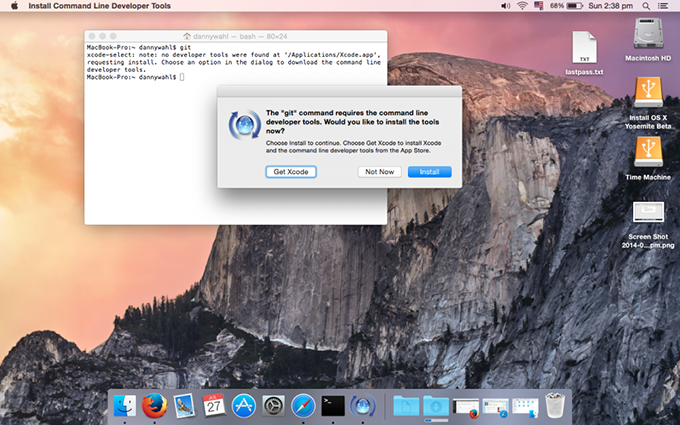 Install Command Line Developer Tools
68%
Sun 2:38 pm
dannywahl — bash — 80×24
MacBook-Pro:~ dannywahl$ git
xcode-select: note: no developer tools were found at '/Applications/Xcode.app',
requesting install. Choose an option in the dialog to download the command line
developer tools.
MacBook-Pro:~ dannywahl$
The "git" command requires the command line
developer tools. Would you like to install the tools
now?
Choose Install to continue. Choose Get Xcode to install Xcode
and the command line developer tools from the App Store.
Get Xcode
Not Now
Install
TXT
lastpass.txt
Macintosh HD
Install OS X
Yosemite Beta
Time Machine
Screen Shot
2014-0...pm.png
JUL
27